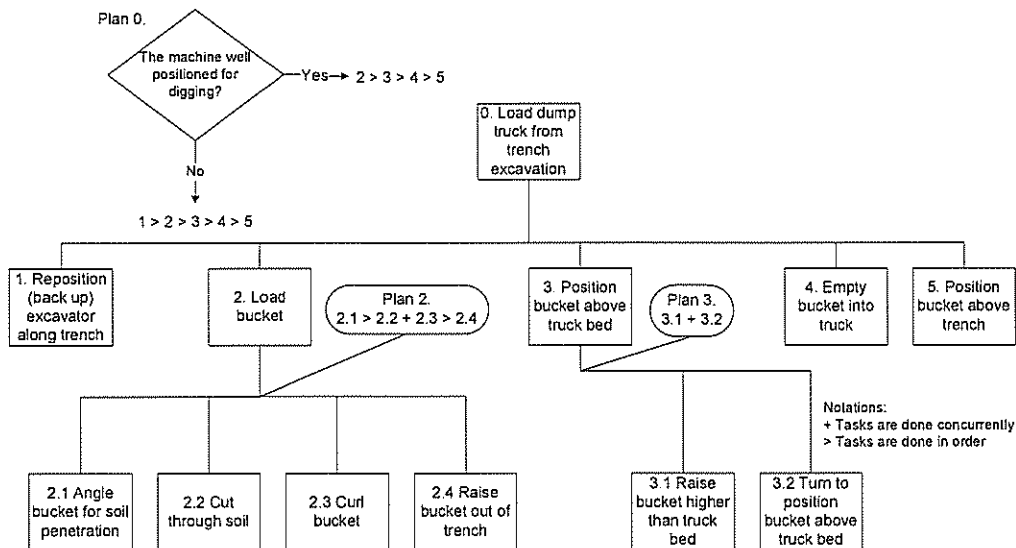 Plan 0.
The machine well
positioned for
digging?
Yes
2 > 3 > 4 > 5
No
1 > 2 > 3 > 4 > 5
0. Load dump
truck from
trench
excavation
1. Reposition
(back up)
excavator
along trench
2. Load
bucket
Plan 2.
2.1 > 2.2 + 2.3 > 2.4
3. Position
bucket above
truck bed
Plan 3.
3.1 + 3.2
4. Empty
bucket into
truck
5. Position
bucket above
trench
Notations:
+ Tasks are done concurrently
> Tasks are done in order
2.1 Angle
bucket for soil
penetration
2.2 Cut
through soil
2.3 Curl
bucket
2.4 Raise
bucket out of
trench
3.1 Raise
bucket higher
than truck
bed
3.2 Turn to
position
bucket above
truck bed